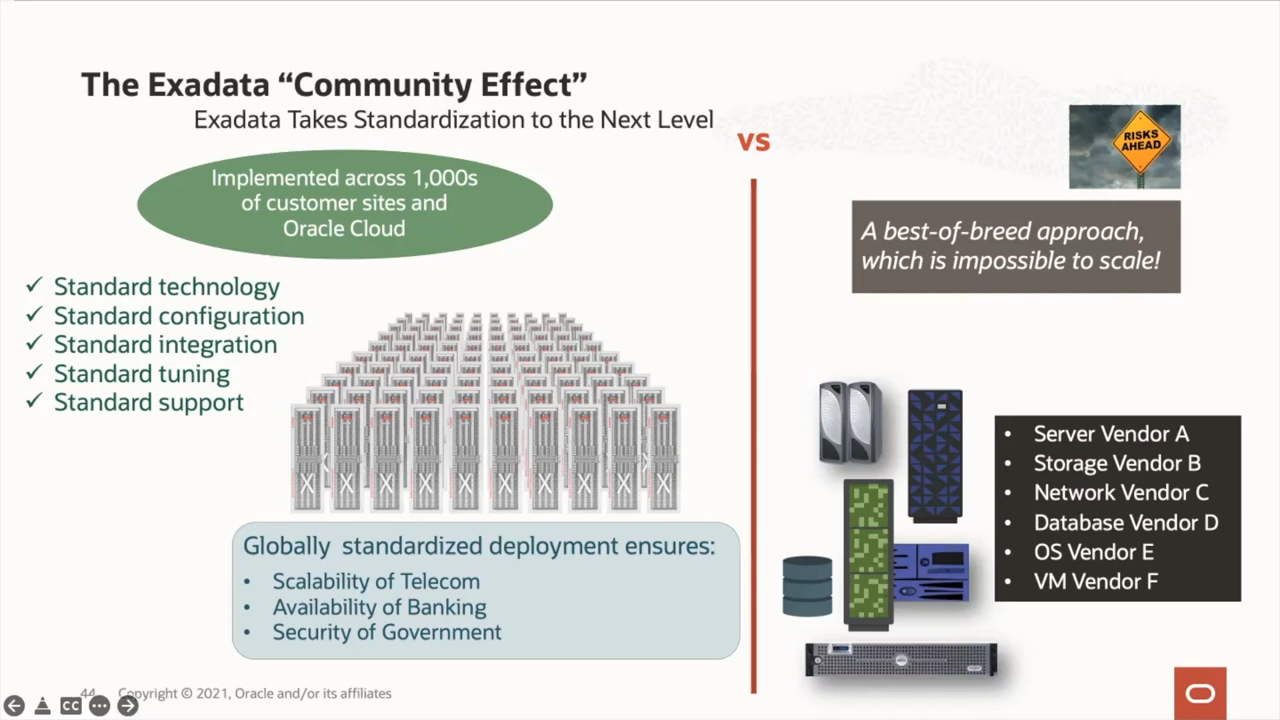 The Exadata “Community Effect”
Exadata Takes Standardization to the Next Level
Implemented across 1,000s
of customer sites and
Oracle Cloud
✓ Standard technology
✓ Standard configuration
✓ Standard integration
✓ Standard tuning
✓ Standard support
Globally standardized deployment ensures:
• Scalability of Telecom
• Availability of Banking
• Security of Government
VS
RISKS
AHEAD
A best-of-breed approach,
which is impossible to scale!
• Server Vendor A
• Storage Vendor B
• Network Vendor C
• Database Vendor D
• OS Vendor E
• VM Vendor F
44 Copyright © 2021, Oracle and/or its affiliates
CC